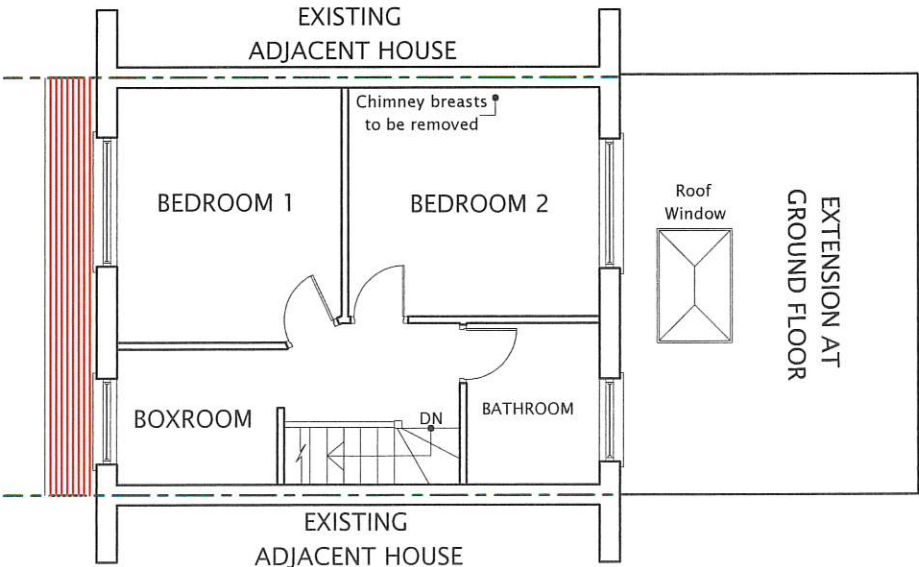 EXISTING
ADJACENT HOUSE
Chimney breasts
to be removed
BEDROOM 1
BEDROOM 2
Roof
Window
EXTENSION AT
GROUND FLOOR
BOXROOM
DN
BATHROOM
EXISTING
ADJACENT HOUSE